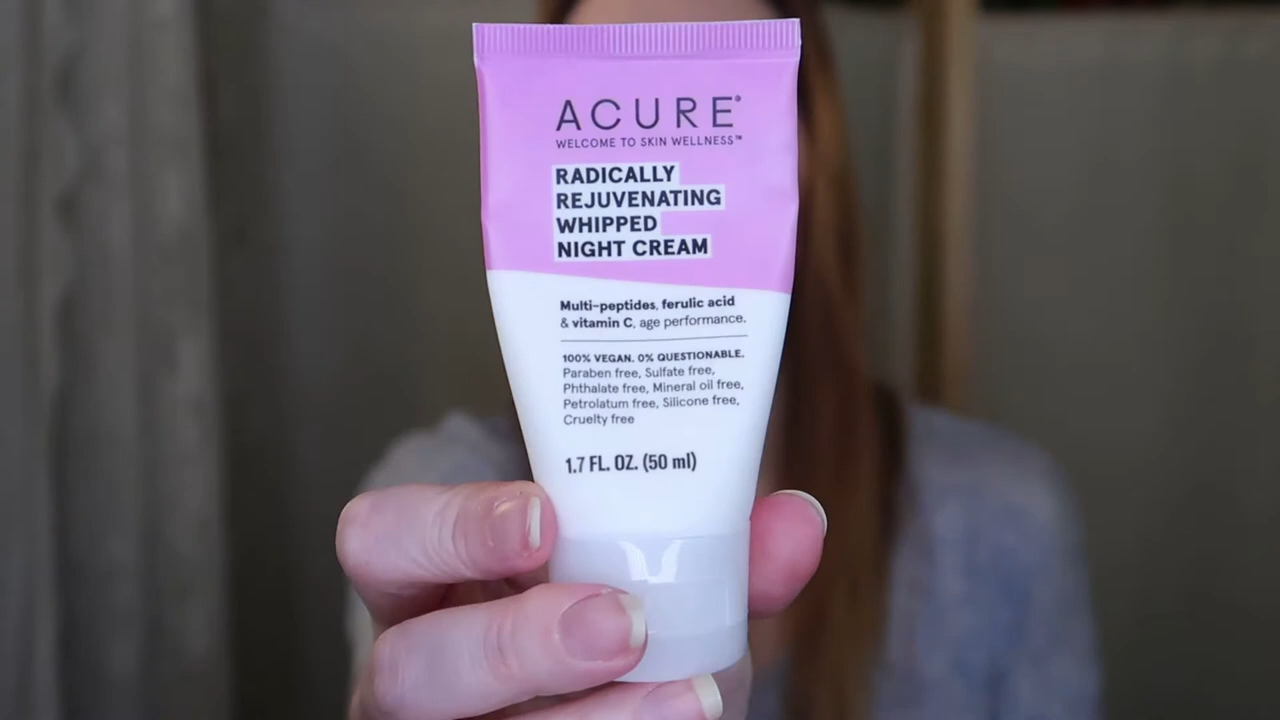 ACURE®
WELCOME TO SKIN WELLNESS™
RADICALLY
REJUVENATING
WHIPPED
NIGHT CREAM
Multi-peptides, ferulic acid
& vitamin C, age performance.
100% VEGAN. 0% QUESTIONABLE.
Paraben free, Sulfate free,
Phthalate free, Mineral oil free,
Petrolatum free, Silicone free,
Cruelty free
1.7 FL. OZ. (50 ml)